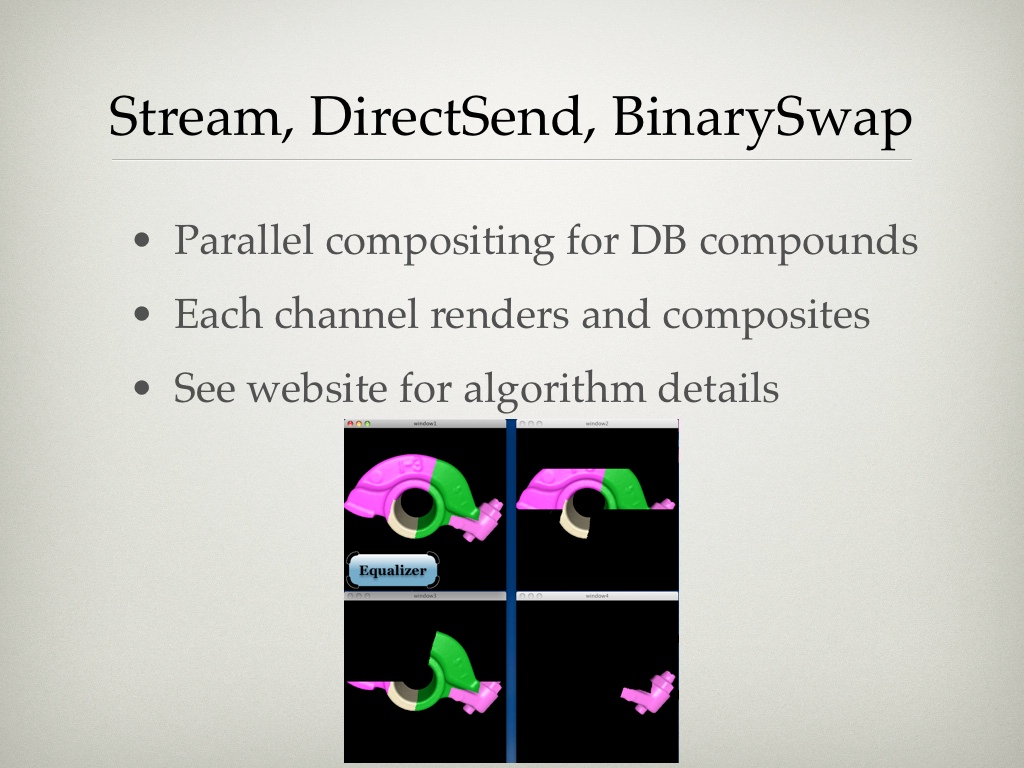 Stream, DirectSend, BinarySwap
• Parallel compositing for DB compounds
• Each channel renders and composites
• See website for algorithm details
window1
window2
Equalizer
window3
window4